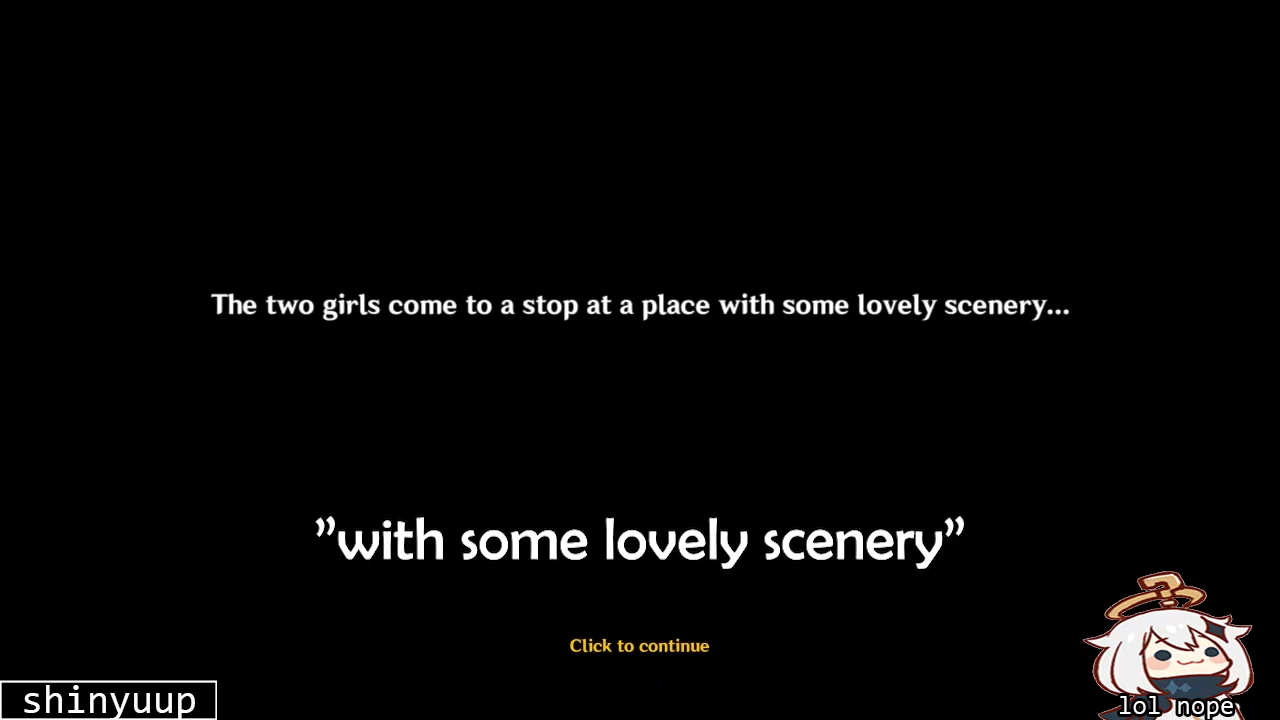 The two girls come to a stop at a place with some lovely scenery...
”with some lovely scenery”
Click to continue
shinyuup
lol nope